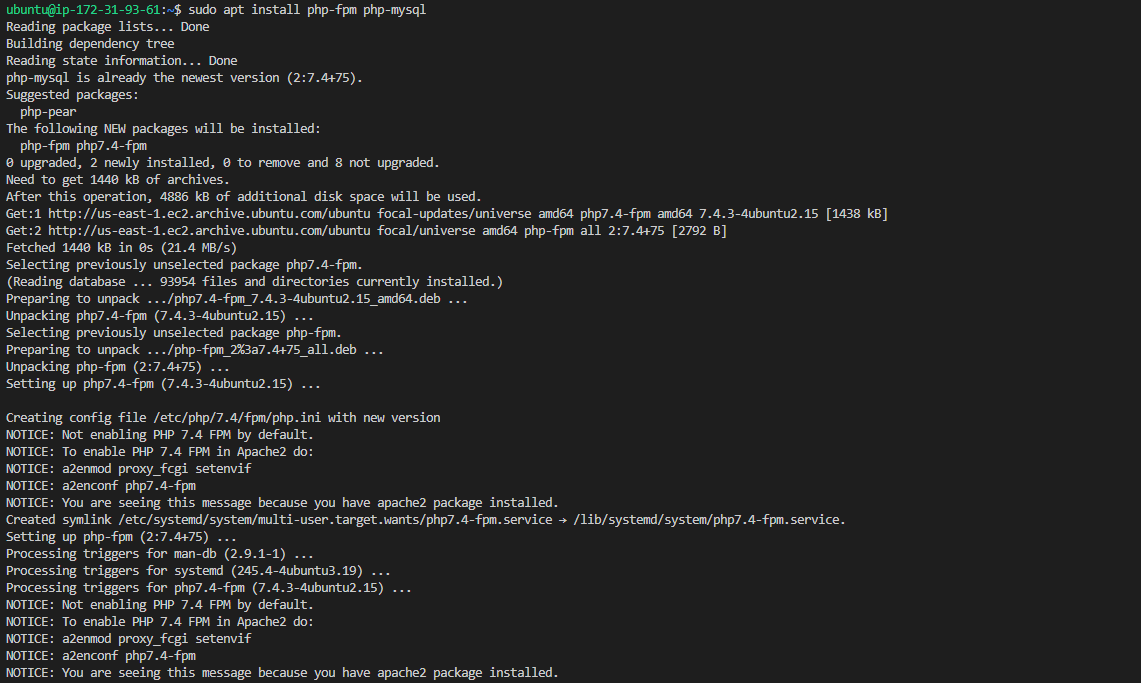 ubuntu@ip-172-31-93-61:~$ sudo apt install php-fpm php-mysql
Reading package lists... Done
Building dependency tree
Reading state information... Done
php-mysql is already the newest version (2:7.4+75).
Suggested packages:
  php-pear
The following NEW packages will be installed:
  php-fpm php7.4-fpm
0 upgraded, 2 newly installed, 0 to remove and 8 not upgraded.
Need to get 1440 kB of archives.
After this operation, 4886 kB of additional disk space will be used.
Get:1 http://us-east-1.ec2.archive.ubuntu.com/ubuntu focal-updates/universe amd64 php7.4-fpm amd64 7.4.3-4ubuntu2.15 [1438 kB]
Get:2 http://us-east-1.ec2.archive.ubuntu.com/ubuntu focal/universe amd64 php-fpm all 2:7.4+75 [2792 B]
Fetched 1440 kB in 0s (21.4 MB/s)
Selecting previously unselected package php7.4-fpm.
(Reading database ... 93954 files and directories currently installed.)
Preparing to unpack .../php7.4-fpm_7.4.3-4ubuntu2.15_amd64.deb ...
Unpacking php7.4-fpm (7.4.3-4ubuntu2.15) ...
Selecting previously unselected package php-fpm.
Preparing to unpack .../php-fpm_2%3a7.4+75_all.deb ...
Unpacking php-fpm (2:7.4+75) ...
Setting up php7.4-fpm (7.4.3-4ubuntu2.15) ...

Creating config file /etc/php/7.4/fpm/php.ini with new version
NOTICE: Not enabling PHP 7.4 FPM by default.
NOTICE: To enable PHP 7.4 FPM in Apache2 do:
NOTICE: a2enmod proxy_fcgi setenvif
NOTICE: a2enconf php7.4-fpm
NOTICE: You are seeing this message because you have apache2 package installed.
Created symlink /etc/systemd/system/multi-user.target.wants/php7.4-fpm.service → /lib/systemd/system/php7.4-fpm.service.
Setting up php-fpm (2:7.4+75) ...
Processing triggers for man-db (2.9.1-1) ...
Processing triggers for systemd (245.4-4ubuntu3.19) ...
Processing triggers for php7.4-fpm (7.4.3-4ubuntu2.15) ...
NOTICE: Not enabling PHP 7.4 FPM by default.
NOTICE: To enable PHP 7.4 FPM in Apache2 do:
NOTICE: a2enmod proxy_fcgi setenvif
NOTICE: a2enconf php7.4-fpm
NOTICE: You are seeing this message because you have apache2 package installed.